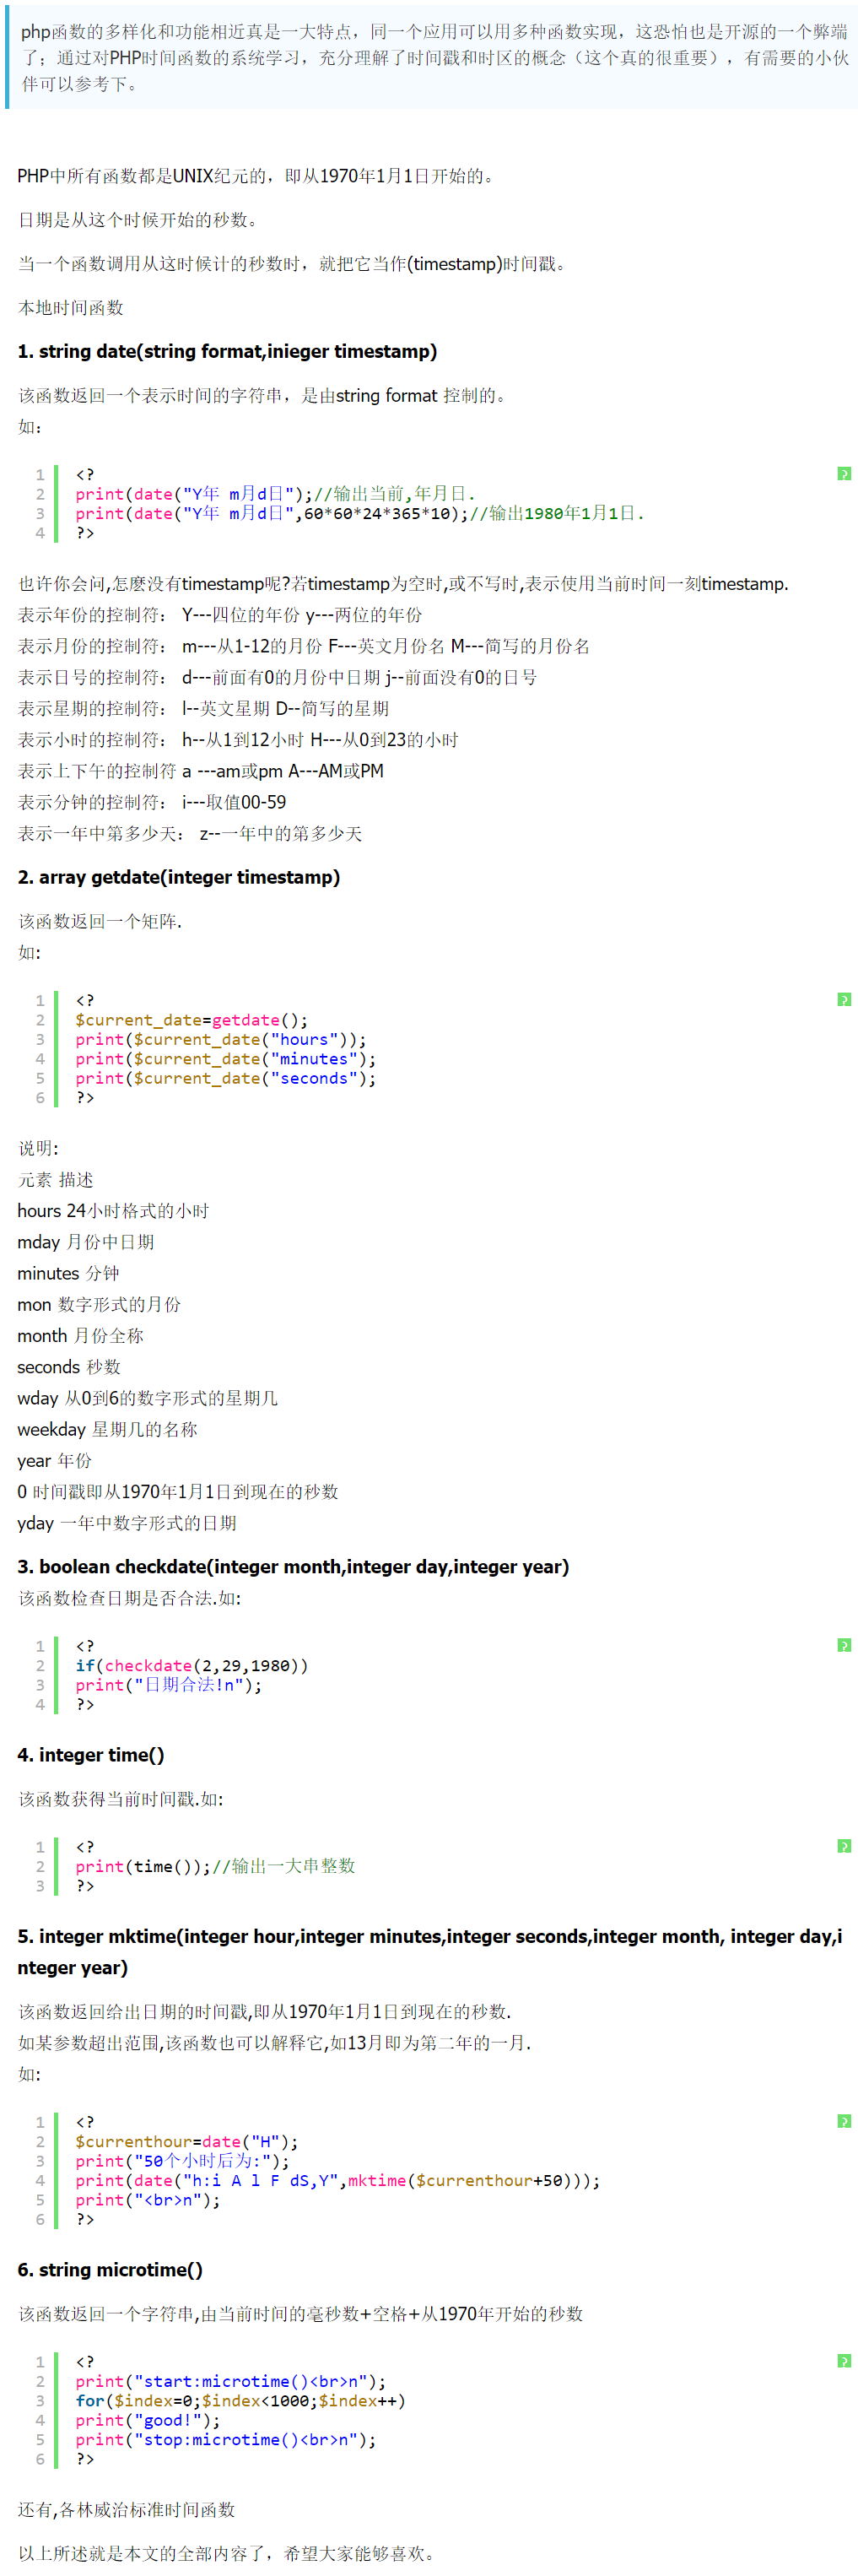 php函数的多样化和功能相近真是一大特点，同一个应用可以用多种函数实现，这恐怕也是开源的一个弊端
了；通过对PHP时间函数的系统学习，充分理解了时间戳和时区的概念（这个真的很重要），有需要的小伙
伴可以参考下。
PHP中所有函数都是UNIX纪元的，即从1970年1月1日开始的。
日期是从这个时候开始的秒数。
当一个函数调用从这时候计的秒数时，就把它当作(timestamp)时间戳。
本地时间函数
1. string date(string format,inieger timestamp)
该函数返回一个表示时间的字符串，是由string format 控制的。
如：
1 <?
2 print(date("Y年 m月d日");//输出当前,年月日.
3 print(date("Y年 m月d日",60*60*24*365*10);//输出1980年1月1日.
4 ?>
也许你会问,怎麽没有timestamp呢?若timestamp为空时,或不写时,表示使用当前时间一刻timestamp.
表示年份的控制符： Y---四位的年份 y---两位的年份
表示月份的控制符： m---从1-12的月份 F---英文月份名 M---简写的月份名
表示日号的控制符： d---前面有0的月份中日期 j--前面没有0的日号
表示星期的控制符： l--英文星期 D--简写的星期
表示小时的控制符： h--从1到12小时 H---从0到23的小时
表示上下午的控制符 a ---am或pm A---AM或PM
表示分钟的控制符： i---取值00-59
表示一年中第多少天： z--一年中的第多少天
2. array getdate(integer timestamp)
该函数返回一个矩阵.
如:
1 <?
2 $current_date=getdate();
3 print($current_date("hours"));
4 print($current_date("minutes");
5 print($current_date("seconds");
6 ?>
说明:
元素 描述
hours 24小时格式的小时
mday 月份中日期
minutes 分钟
mon 数字形式的月份
month 月份全称
seconds 秒数
wday 从0到6的数字形式的星期几
weekday 星期几的名称
year 年份
0 时间戳即从1970年1月1日到现在的秒数
yday 一年中数字形式的日期
3. boolean checkdate(integer month,integer day,integer year)
该函数检查日期是否合法.如:
1 <?
2 if(checkdate(2,29,1980))
3 print("日期合法!n");
4 ?>
4. integer time()
该函数获得当前时间戳.如:
1 <?
2 print(time());//输出一大串整数
3 ?>
5. integer mktime(integer hour,integer minutes,integer seconds,integer month, integer day,i
nteger year)
该函数返回给出日期的时间戳,即从1970年1月1日到现在的秒数.
如某参数超出范围,该函数也可以解释它,如13月即为第二年的一月.
如:
1 <?
2 $currenthour=date("H");
3 print("50个小时后为:");
4 print(date("h:i A l F dS,Y",mktime($currenthour+50)));
5 print("<br>n");
6 ?>
6. string microtime()
该函数返回一个字符串,由当前时间的毫秒数+空格+从1970年开始的秒数
1 <?
2 print("start:microtime()<br>n");
3 for($index=0;$index<1000;$index++)
4 print("good!");
5 print("stop:microtime()<br>n");
6 ?>
还有,各林威治标准时间函数
以上所述就是本文的全部内容了，希望大家能够喜欢。